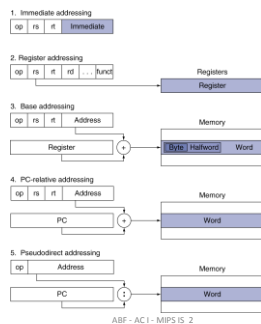 1. Immediate addressing
op rs rt Immediate
2. Register addressing
op rs rt rd . . . funct
Registers
Register
3. Base addressing
op rs rt Address
Memory
Register
+
Byte Halfword Word
4. PC-relative addressing
op rs rt Address
Memory
PC
+
Word
5. Pseudodirect addressing
op Address
Memory
PC
:
Word
ABF - AC I - MIPS IS_2